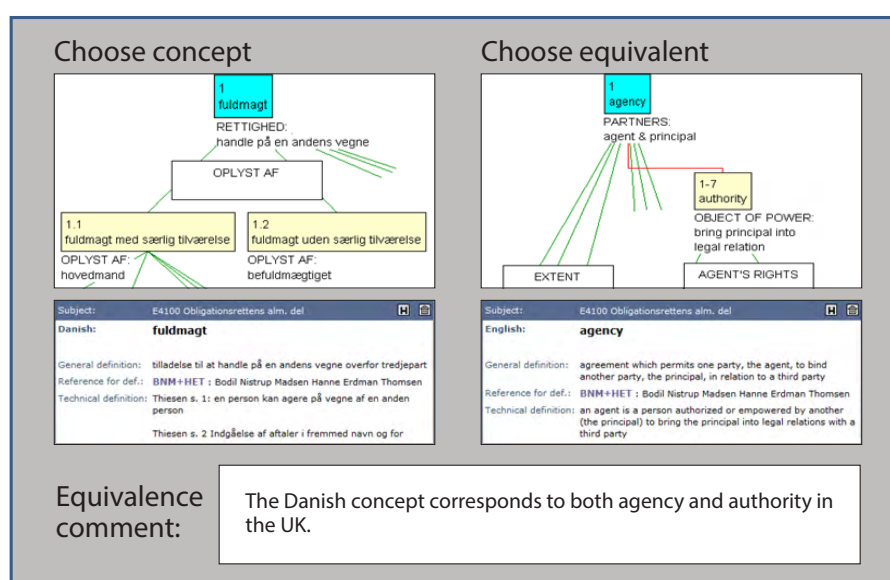 Choose concept
1
fuldmagt
RETTIGHED:
handle på en andens vegne
OPLYST AF
1.1
fuldmagt med særlig tilværelse
OPLYST AF:
hovedmand
1.2
fuldmagt uden særlig tilværelse
OPLYST AF:
befuldmægtiget
Choose equivalent
1
agency
PARTNERS:
agent & principal
1-7
authority
OBJECT OF POWER:
bring principal into
legal relation
EXTENT
AGENT'S RIGHTS
Subject: E4100 Obligationsrettens alm. del H
Danish: fuldmagt
General definition: tilladelse til at handle på en andens vegne overfor tredjepart
Reference for def.: BNM+HET : Bodil Nistrup Madsen Hanne Erdman Thomsen
Technical definition: Thiesen s. 1: en person kan agere på vegne af en anden
person
Thiesen s. 2 Indgåelse af aftaler i fremmed navn og for
Subject: E4100 Obligationsrettens alm. del H
English: agency
General definition: agreement which permits one party, the agent, to bind
another party, the principal, in relation to a third party
Reference for def.: BNM+HET : Bodil Nistrup Madsen Hanne Erdman Thomsen
Technical definition: an agent is a person authorized or empowered by another
(the principal) to bring the principal into legal relations with a
third party
Equivalence
comment:
The Danish concept corresponds to both agency and authority in
the UK.